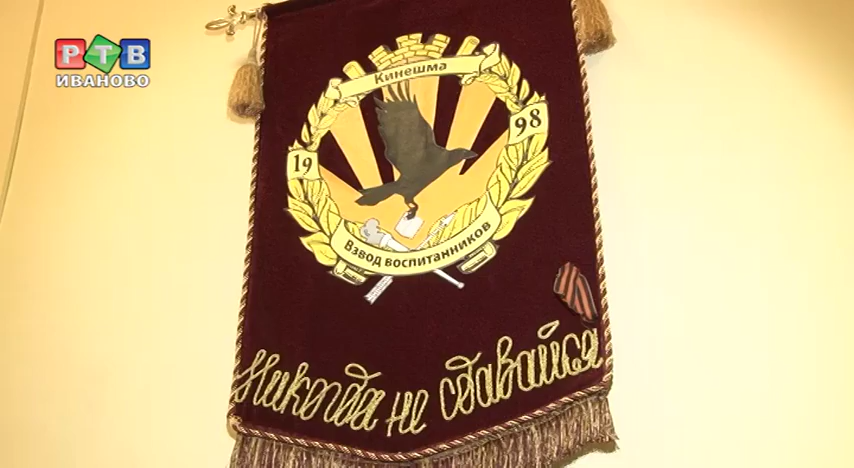 РТВ
ИВАНОВО
Кинешма
19 98
Взвод воспитанников
Никогда не сдавайся